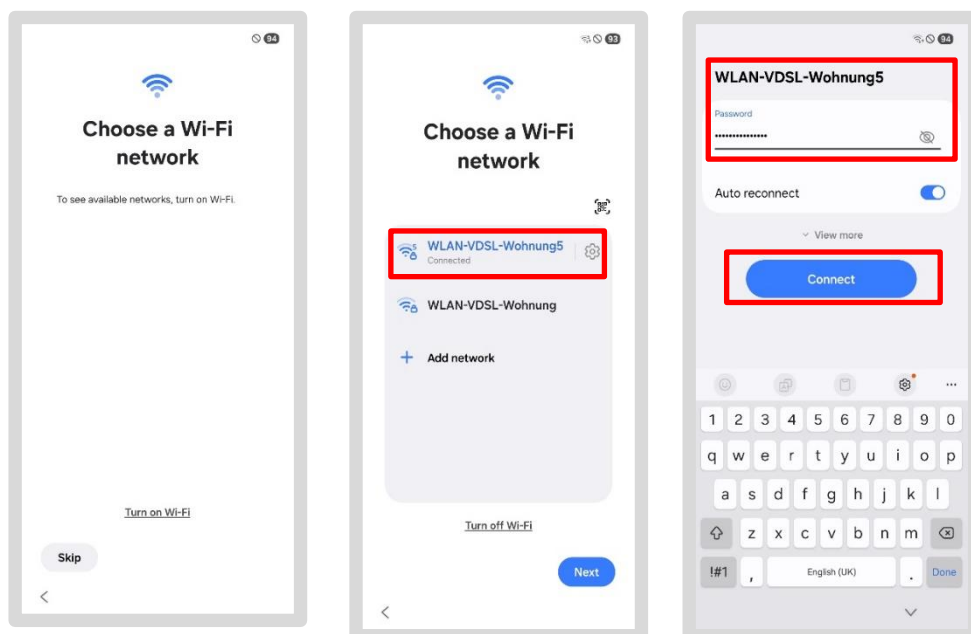 94
Choose a Wi-Fi
network
To see available networks, turn on Wi-Fi.
Turn on Wi-Fi
Skip
93
Choose a Wi-Fi
network
WLAN-VDSL-Wohnung5
Connected
WLAN-VDSL-Wohnung
Add network
Turn off Wi-Fi
Next
94
WLAN-VDSL-Wohnung5
Password
•••••••••••••••
Auto reconnect
View more
Connect
1 2 3 4 5 6 7 8 9 0
q w e r t y u i o p
a s d f g h j k l
z x c v b n m
!#1 , English (UK) . Done